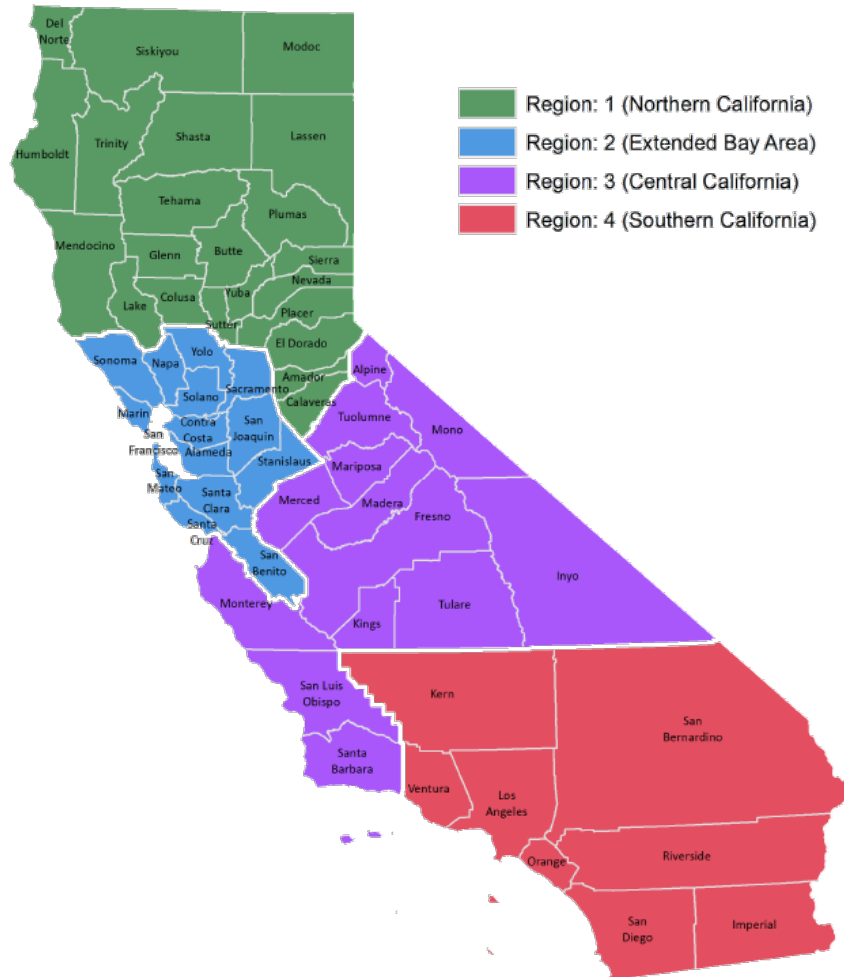 Del
Norte
Siskiyou
Modoc
Region: 1 (Northern California)
Region: 2 (Extended Bay Area)
Region: 3 (Central California)
Region: 4 (Southern California)
Humboldt
Trinity
Shasta
Lassen
Tehama
Plumas
Mendocino
Glenn
Butte
Sierra
Nevada
Lake
Colusa
Yuba
Placer
Sutter
El Dorado
Sonoma
Napa
Yolo
Sacramento
Amador
Alpine
Solano
Calaveras
Marin
Contra
Costa
San
Joaquin
Tuolumne
Mono
San
Francisco
Alameda
Stanislaus
Mariposa
San
Mateo
Santa
Clara
Merced
Madera
Fresno
Santa
Cruz
San
Benito
Inyo
Monterey
Kings
Tulare
San Luis
Obispo
Kern
San
Bernardino
Santa
Barbara
Ventura
Los
Angeles
Orange
Riverside
San
Diego
Imperial